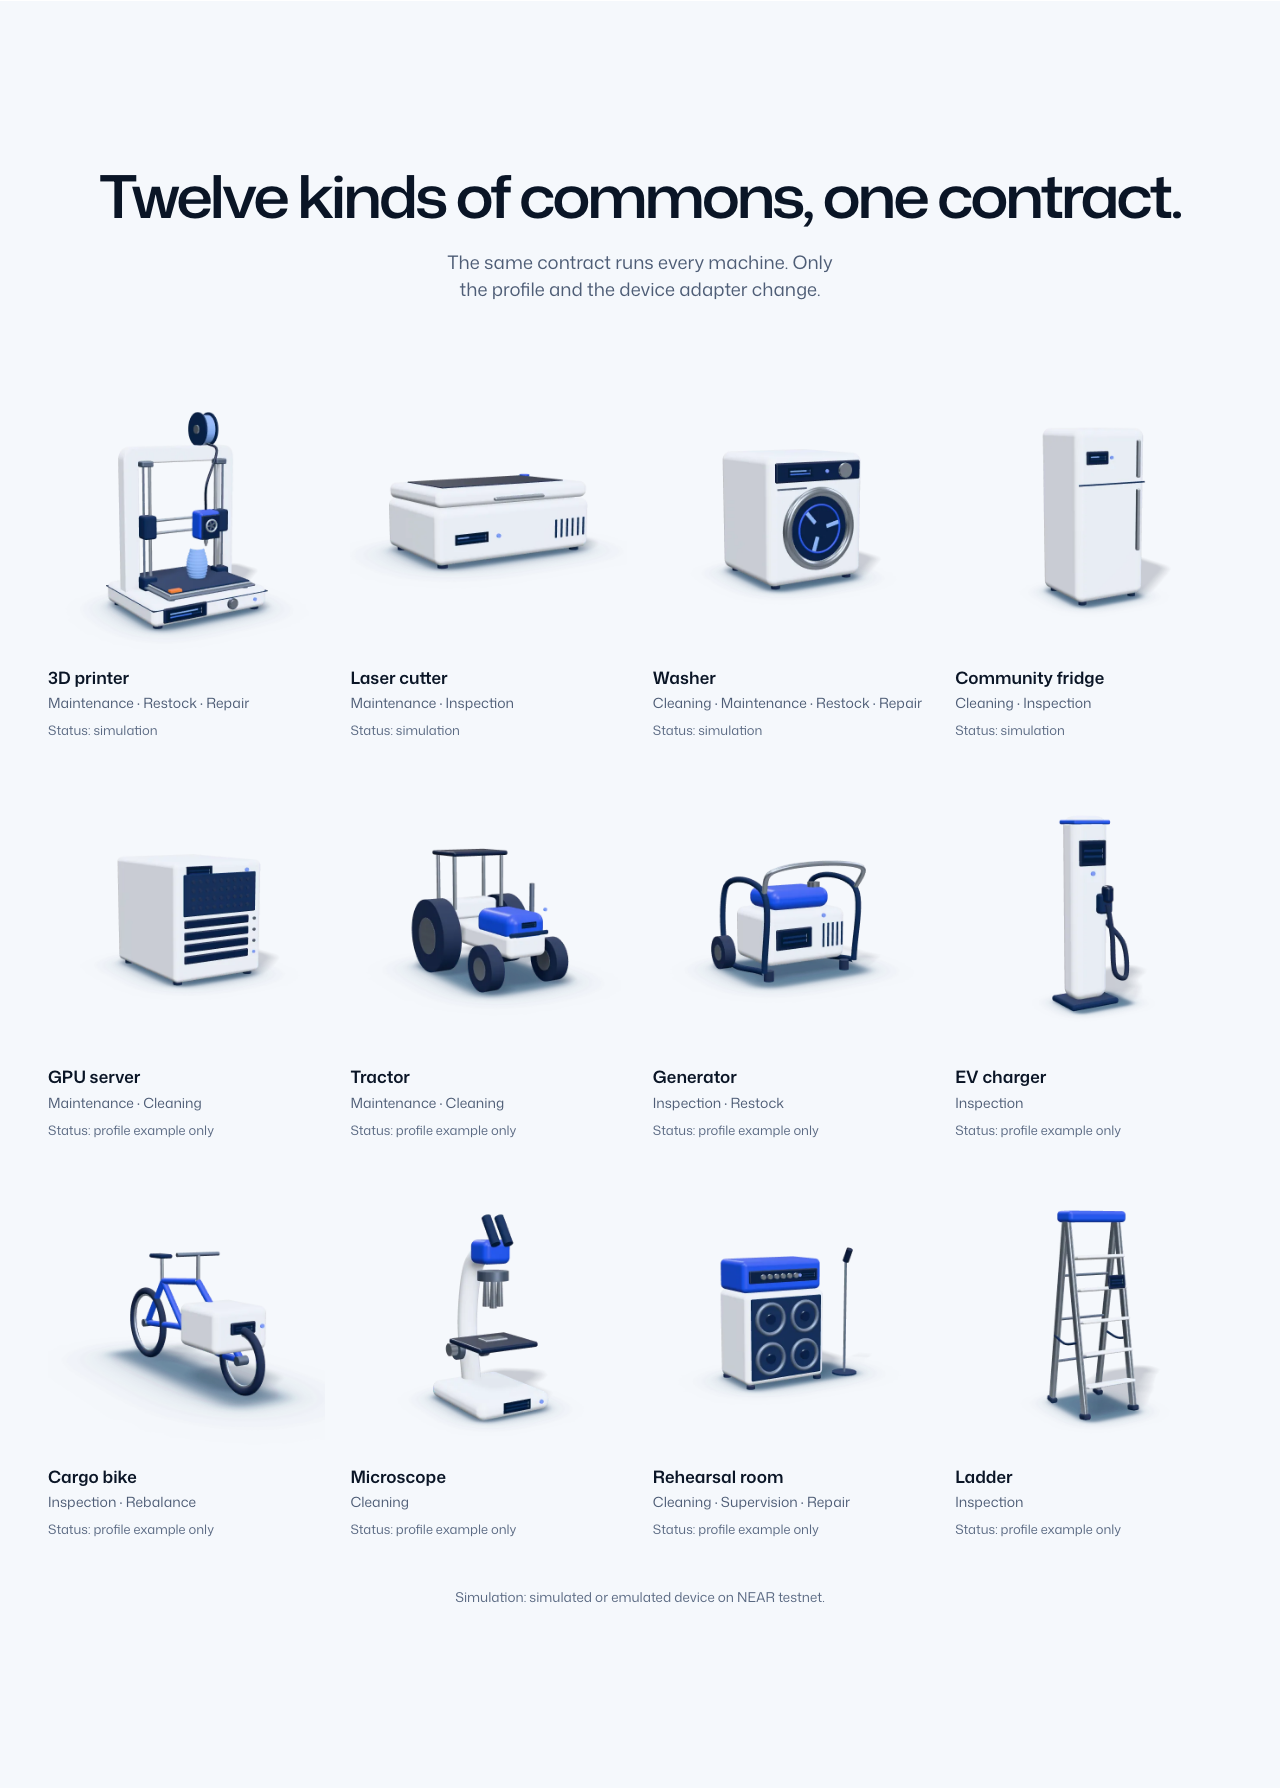 Twelve kinds of commons, one contract.
The same contract runs every machine. Only
the profile and the device adapter change.
3D printer
Maintenance · Restock · Repair
Status: simulation
Laser cutter
Maintenance · Inspection
Status: simulation
Washer
Cleaning · Maintenance · Restock · Repair
Status: simulation
Community fridge
Cleaning · Inspection
Status: simulation
GPU server
Maintenance · Cleaning
Status: profile example only
Tractor
Maintenance · Cleaning
Status: profile example only
Generator
Inspection · Restock
Status: profile example only
EV charger
Inspection
Status: profile example only
Cargo bike
Inspection · Rebalance
Status: profile example only
Microscope
Cleaning
Status: profile example only
Rehearsal room
Cleaning · Supervision · Repair
Status: profile example only
Ladder
Inspection
Status: profile example only
Simulation: simulated or emulated device on NEAR testnet.